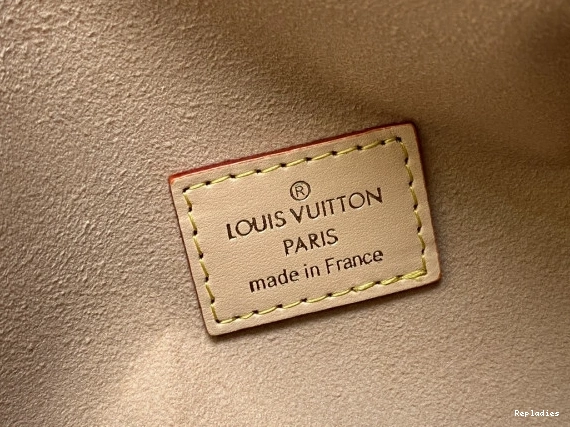 ®
LOUIS VUITTON
PARIS
made in France
Repladies